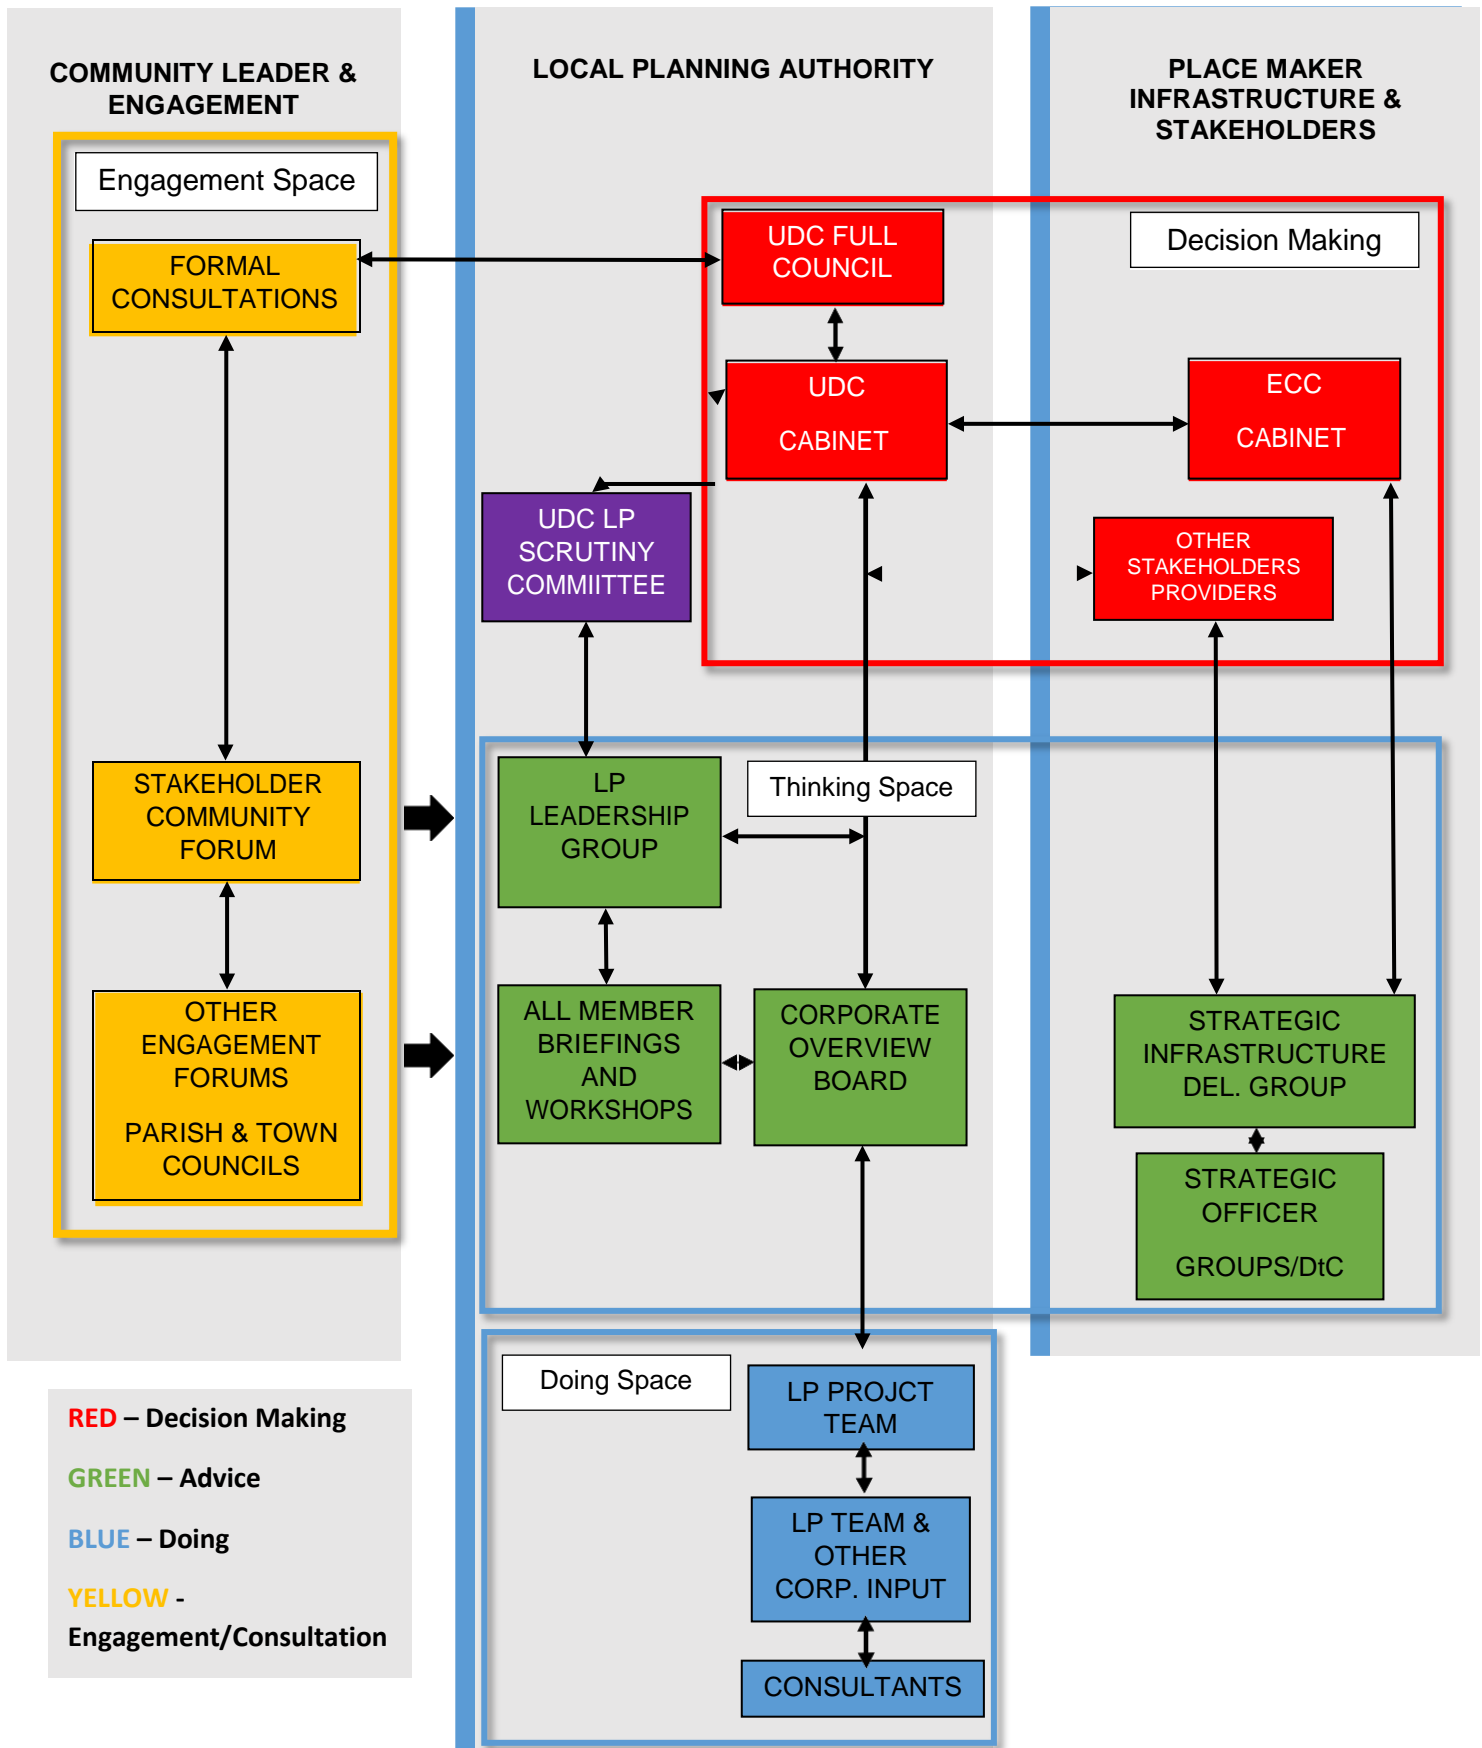 COMMUNITY LEADER &
ENGAGEMENT
LOCAL PLANNING AUTHORITY
PLACE MAKER
INFRASTRUCTURE &
STAKEHOLDERS
Engagement Space
FORMAL
CONSULTATIONS
UDC FULL
COUNCIL
Decision Making
UDC
CABINET
ECC
CABINET
UDC LP
SCRUTINY
COMMIITTEE
OTHER
STAKEHOLDERS
PROVIDERS
STAKEHOLDER
COMMUNITY
FORUM
LP
LEADERSHIP
GROUP
Thinking Space
OTHER
ENGAGEMENT
FORUMS
PARISH & TOWN
COUNCILS
ALL MEMBER
BRIEFINGS
AND
WORKSHOPS
CORPORATE
OVERVIEW
BOARD
STRATEGIC
INFRASTRUCTURE
DEL. GROUP
STRATEGIC
OFFICER
GROUPS/DtC
Doing Space
LP PROJCT
TEAM
LP TEAM &
OTHER
CORP. INPUT
CONSULTANTS
RED – Decision Making
GREEN – Advice
BLUE – Doing
YELLOW -
Engagement/Consultation